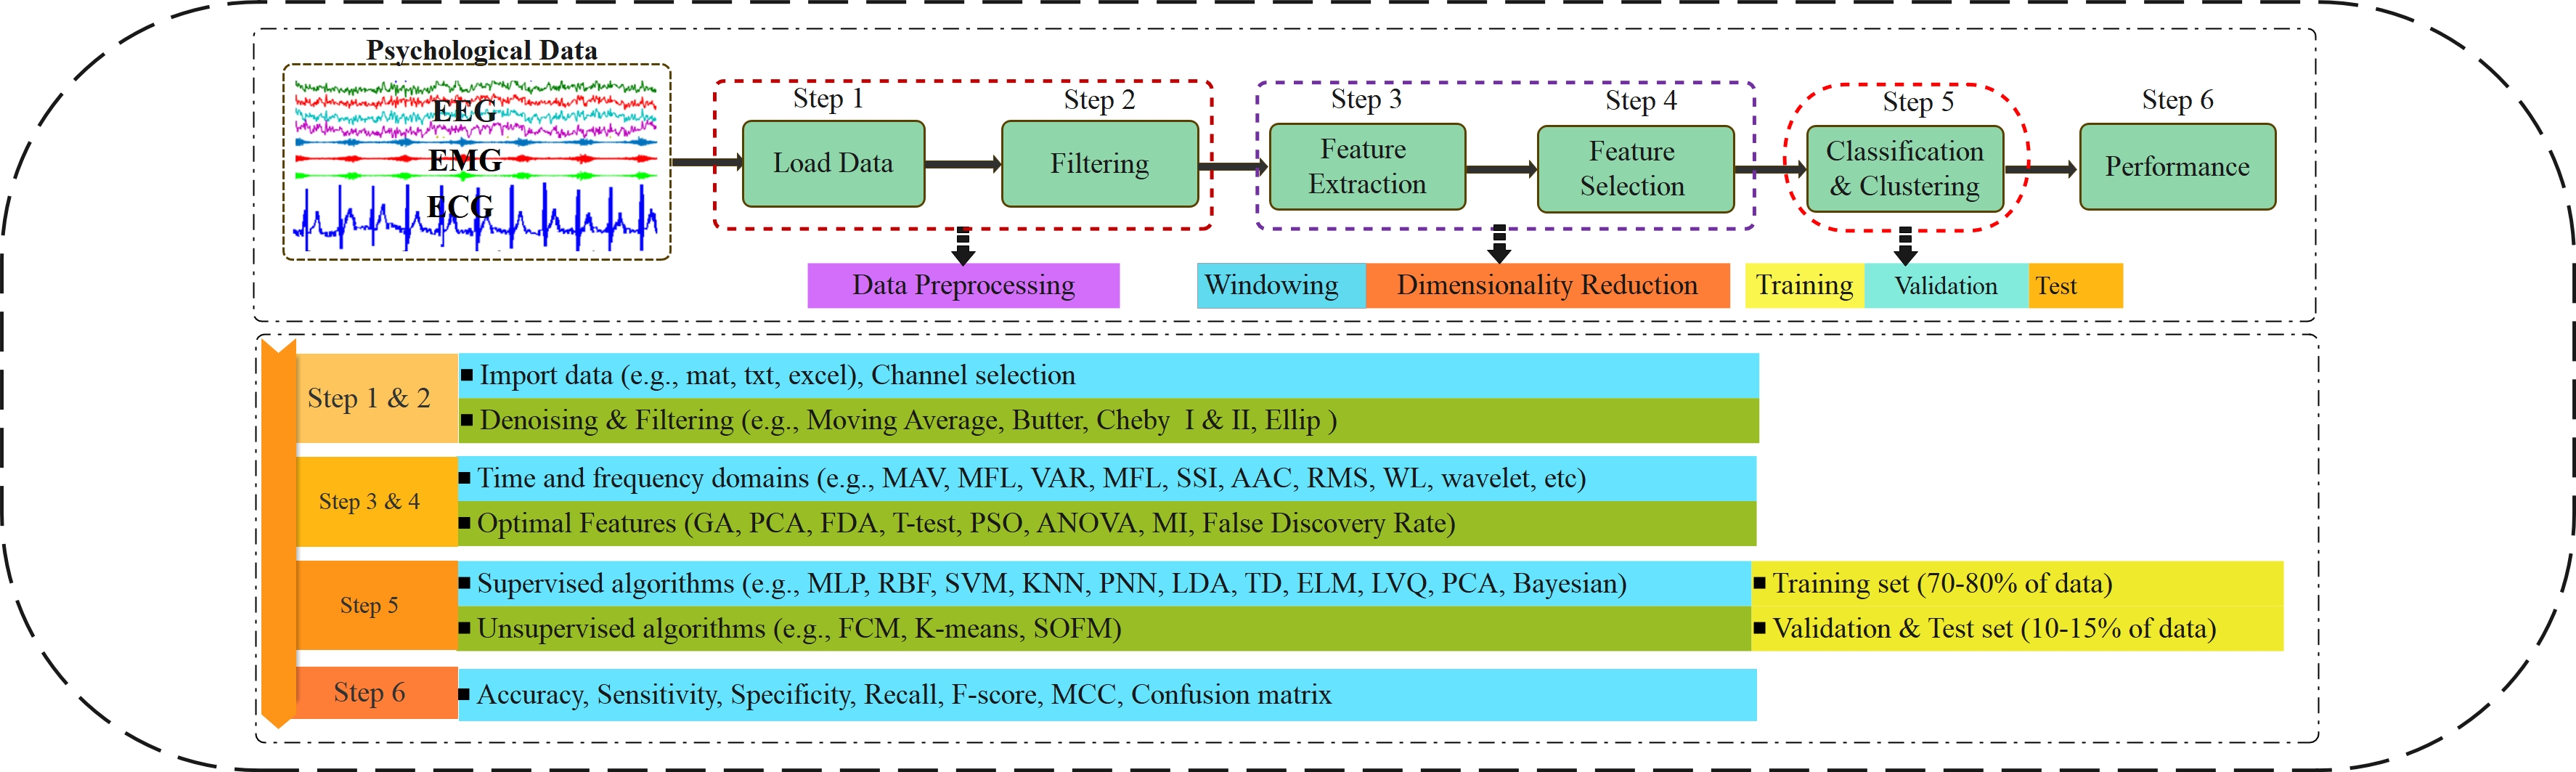 Psychological Data
EEG
EMG
ECG
Step 1
Load Data
Step 2
Filtering
Step 3
Feature
Extraction
Step 4
Feature
Selection
Step 5
Classification
& Clustering
Step 6
Performance
Data Preprocessing
Windowing
Dimensionality Reduction
Training
Validation
Test
Step 1 & 2
▪ Import data (e.g., mat, txt, excel), Channel selection
▪ Denoising & Filtering (e.g., Moving Average, Butter, Cheby I & II, Ellip )
Step 3 & 4
▪ Time and frequency domains (e.g., MAV, MFL, VAR, MFL, SSI, AAC, RMS, WL, wavelet, etc)
▪ Optimal Features (GA, PCA, FDA, T-test, PSO, ANOVA, MI, False Discovery Rate)
Step 5
▪ Supervised algorithms (e.g., MLP, RBF, SVM, KNN, PNN, LDA, TD, ELM, LVQ, PCA, Bayesian)
▪ Unsupervised algorithms (e.g., FCM, K-means, SOFM)
▪ Training set (70-80% of data)
▪ Validation & Test set (10-15% of data)
Step 6
▪ Accuracy, Sensitivity, Specificity, Recall, F-score, MCC, Confusion matrix